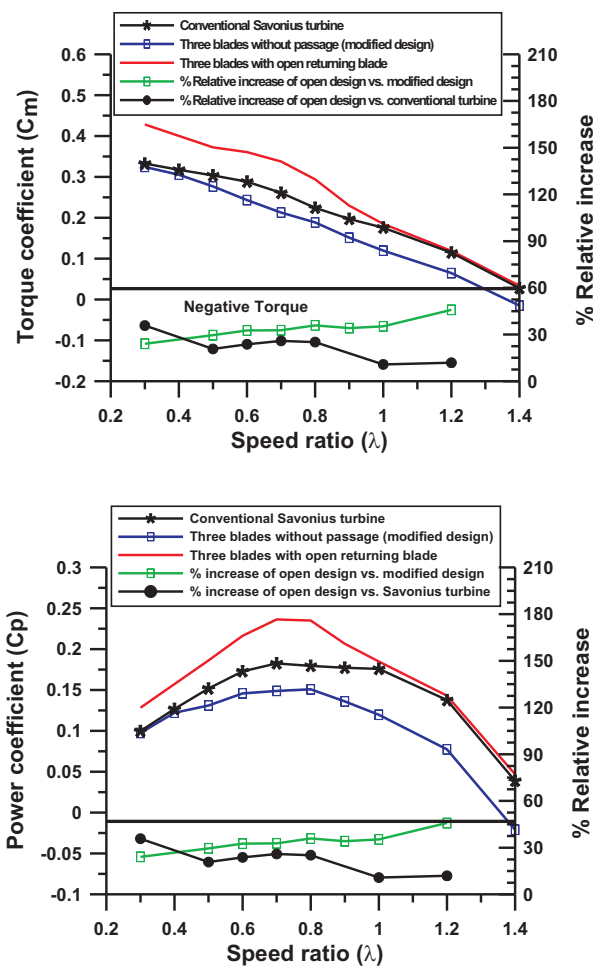 Conventional Savonius turbine
Three blades without passage (modified design)
Three blades with open returning blade
% Relative increase of open design vs. modified design
% Relative increase of open design vs. conventional turbine
0.6
0.5
0.4
0.3
0.2
0.1
0
-0.1
-0.2
Torque coefficient (Cm)
210
180
150
120
90
60
30
0
% Relative increase
Negative Torque
0.2 0.4 0.6 0.8 1 1.2 1.4
Speed ratio (λ)
Conventional Savonius turbine
Three blades without passage (modified design)
Three blades with open returning blade
% increase of open design vs. modified design
% increase of open design vs. Savonius turbine
0.3
0.25
0.2
0.15
0.1
0.05
0
-0.05
-0.1
Power coefficient (Cp)
210
180
150
120
90
60
30
0
% Relative increase
0.2 0.4 0.6 0.8 1 1.2 1.4
Speed ratio (λ)